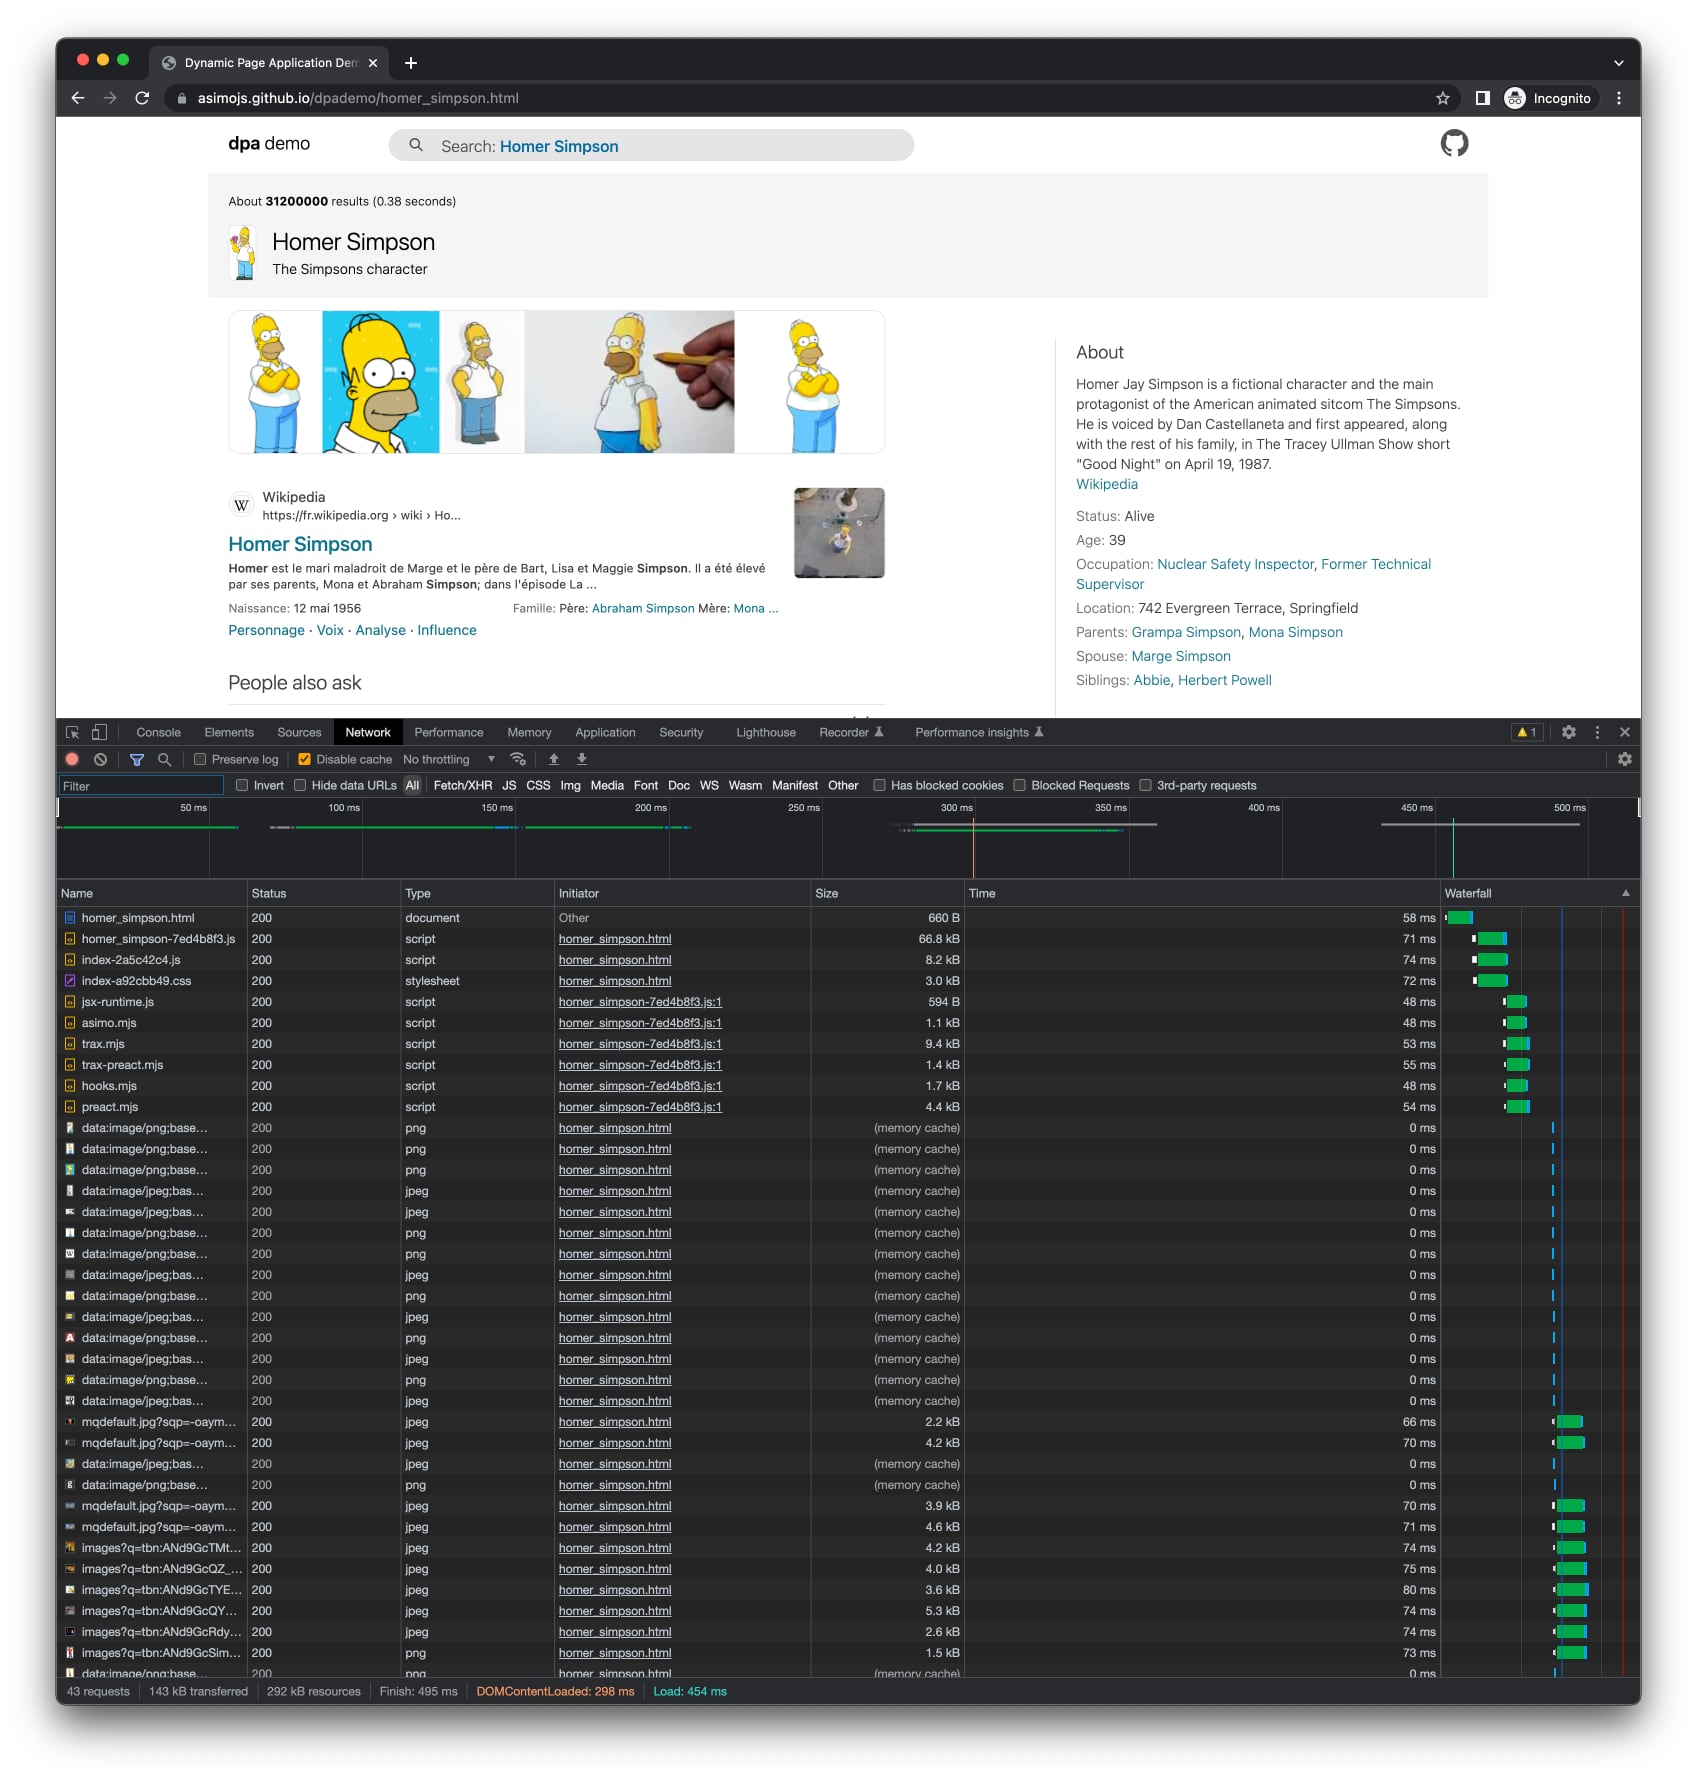 Dynamic Page Application Dem
asimojs.github.io/dpademo/homer_simpson.html
Incognito
dpa demo
Search: Homer Simpson
About 31200000 results (0.38 seconds)
Homer Simpson
The Simpsons character
Wikipedia
https://fr.wikipedia.org › wiki › Ho...
Homer Simpson
Homer est le mari maladroit de Marge et le père de Bart, Lisa et Maggie Simpson. Il a été élevé
par ses parents, Mona et Abraham Simpson; dans l'épisode La ...
Naissance: 12 mai 1956 Famille: Père: Abraham Simpson Mère: Mona ...
Personnage · Voix · Analyse · Influence
People also ask
About
Homer Jay Simpson is a fictional character and the main
protagonist of the American animated sitcom The Simpsons.
He is voiced by Dan Castellaneta and first appeared, along
with the rest of his family, in The Tracey Ullman Show short
"Good Night" on April 19, 1987.
Wikipedia
Status: Alive
Age: 39
Occupation: Nuclear Safety Inspector, Former Technical
Supervisor
Location: 742 Evergreen Terrace, Springfield
Parents: Grampa Simpson, Mona Simpson
Spouse: Marge Simpson
Siblings: Abbie, Herbert Powell
Console Elements Sources Network Performance Memory Application Security Lighthouse Recorder Performance insights 1
Preserve log Disable cache No throttling
Filter Invert Hide data URLs All Fetch/XHR JS CSS Img Media Font Doc WS Wasm Manifest Other Has blocked cookies Blocked Requests 3rd-party requests
50 ms 100 ms 150 ms 200 ms 250 ms 300 ms 350 ms 400 ms 450 ms 500 ms
Name Status Type Initiator Size Time Waterfall
homer_simpson.html 200 document Other 660 B 58 ms
homer_simpson-7ed4b8f3.js 200 script homer_simpson.html 66.8 kB 71 ms
index-2a5c42c4.js 200 script homer_simpson.html 8.2 kB 74 ms
index-a92cbb49.css 200 stylesheet homer_simpson.html 3.0 kB 72 ms
jsx-runtime.js 200 script homer_simpson-7ed4b8f3.js:1 594 B 48 ms
asimo.mjs 200 script homer_simpson-7ed4b8f3.js:1 1.1 kB 48 ms
trax.mjs 200 script homer_simpson-7ed4b8f3.js:1 9.4 kB 53 ms
trax-preact.mjs 200 script homer_simpson-7ed4b8f3.js:1 1.4 kB 55 ms
hooks.mjs 200 script homer_simpson-7ed4b8f3.js:1 1.7 kB 48 ms
preact.mjs 200 script homer_simpson-7ed4b8f3.js:1 4.4 kB 54 ms
data:image/png;base... 200 png homer_simpson.html (memory cache) 0 ms
data:image/png;base... 200 png homer_simpson.html (memory cache) 0 ms
data:image/png;base... 200 png homer_simpson.html (memory cache) 0 ms
data:image/jpeg;bas... 200 jpeg homer_simpson.html (memory cache) 0 ms
data:image/jpeg;bas... 200 jpeg homer_simpson.html (memory cache) 0 ms
data:image/png;base... 200 png homer_simpson.html (memory cache) 0 ms
data:image/png;base... 200 png homer_simpson.html (memory cache) 0 ms
data:image/jpeg;bas... 200 jpeg homer_simpson.html (memory cache) 0 ms
data:image/png;base... 200 png homer_simpson.html (memory cache) 0 ms
data:image/jpeg;bas... 200 jpeg homer_simpson.html (memory cache) 0 ms
data:image/png;base... 200 png homer_simpson.html (memory cache) 0 ms
data:image/jpeg;bas... 200 jpeg homer_simpson.html (memory cache) 0 ms
data:image/png;base... 200 png homer_simpson.html (memory cache) 0 ms
data:image/jpeg;bas... 200 jpeg homer_simpson.html (memory cache) 0 ms
mqdefault.jpg?sqp=-oaym... 200 jpeg homer_simpson.html 2.2 kB 66 ms
mqdefault.jpg?sqp=-oaym... 200 jpeg homer_simpson.html 4.2 kB 70 ms
data:image/jpeg;bas... 200 jpeg homer_simpson.html (memory cache) 0 ms
data:image/png;base... 200 png homer_simpson.html (memory cache) 0 ms
mqdefault.jpg?sqp=-oaym... 200 jpeg homer_simpson.html 3.9 kB 70 ms
mqdefault.jpg?sqp=-oaym... 200 jpeg homer_simpson.html 4.6 kB 71 ms
images?q=tbn:ANd9GcTMt... 200 jpeg homer_simpson.html 4.2 kB 74 ms
images?q=tbn:ANd9GcQZ_... 200 jpeg homer_simpson.html 4.0 kB 75 ms
images?q=tbn:ANd9GcTYE... 200 jpeg homer_simpson.html 3.6 kB 80 ms
images?q=tbn:ANd9GcQY... 200 jpeg homer_simpson.html 5.3 kB 74 ms
images?q=tbn:ANd9GcRdy... 200 jpeg homer_simpson.html 2.6 kB 74 ms
images?q=tbn:ANd9GcSim... 200 png homer_simpson.html 1.5 kB 73 ms
data:image/png;base... 200 png homer_simpson.html (memory cache) 0 ms
43 requests 143 kB transferred 292 kB resources Finish: 495 ms DOMContentLoaded: 298 ms Load: 454 ms